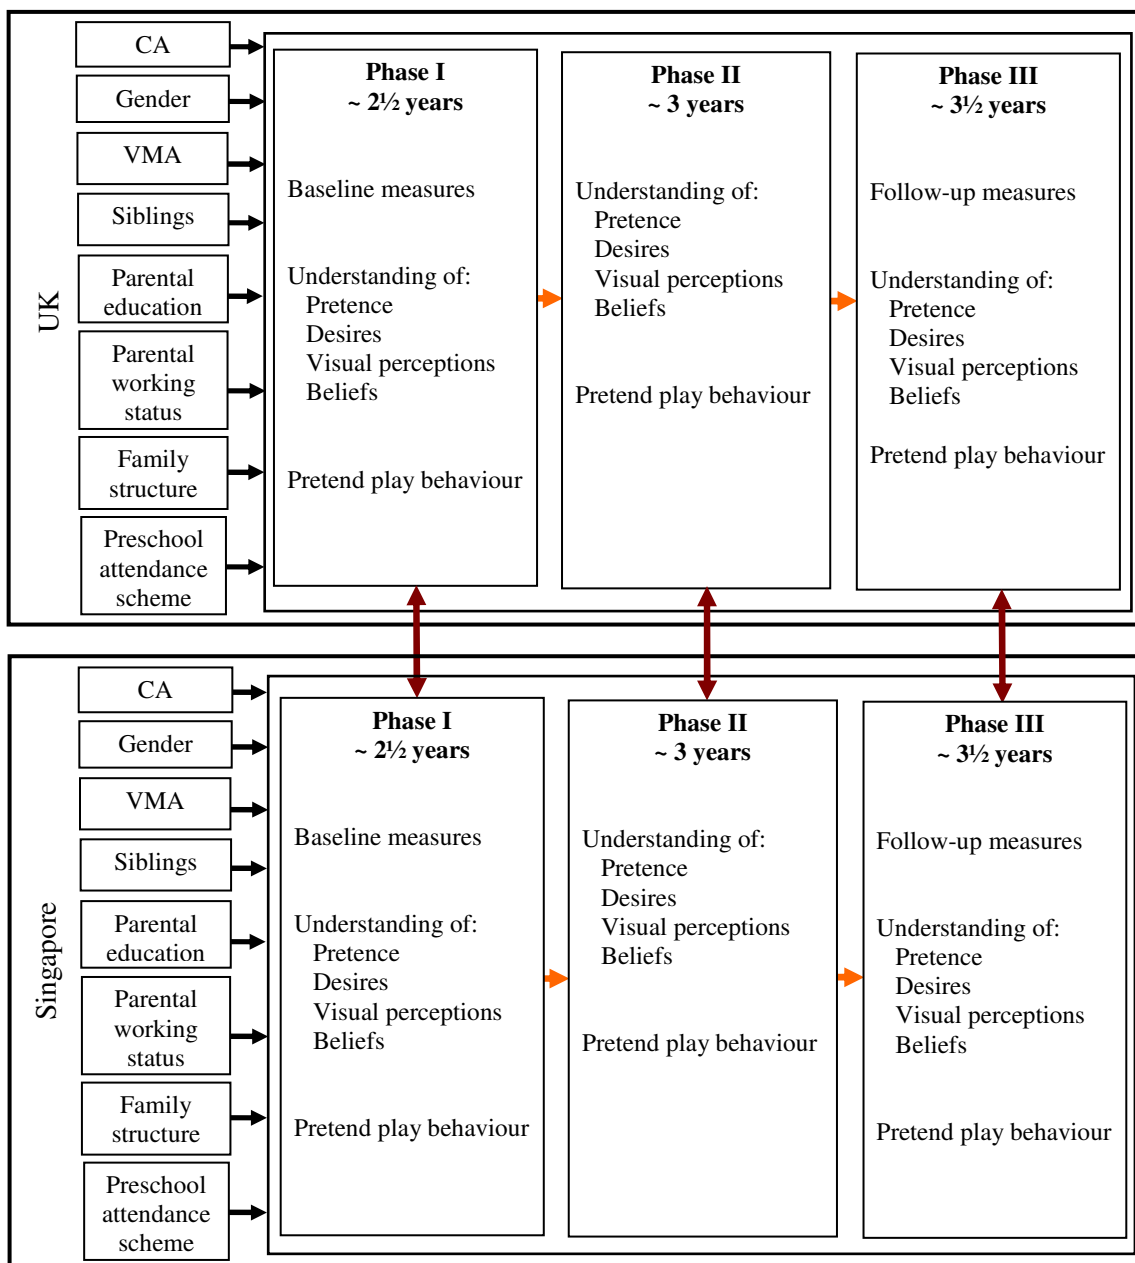 UK
CA
Gender
VMA
Siblings
Parental
education
Parental
working
status
Family
structure
Preschool
attendance
scheme
Phase I
~ 2½ years
Baseline measures
Understanding of:
Pretence
Desires
Visual perceptions
Beliefs
Pretend play behaviour
Phase II
~ 3 years
Understanding of:
Pretence
Desires
Visual perceptions
Beliefs
Pretend play behaviour
Phase III
~ 3½ years
Follow-up measures
Understanding of:
Pretence
Desires
Visual perceptions
Beliefs
Pretend play behaviour
Singapore
CA
Gender
VMA
Siblings
Parental
education
Parental
working
status
Family
structure
Preschool
attendance
scheme
Phase I
~ 2½ years
Baseline measures
Understanding of:
Pretence
Desires
Visual perceptions
Beliefs
Pretend play behaviour
Phase II
~ 3 years
Understanding of:
Pretence
Desires
Visual perceptions
Beliefs
Pretend play behaviour
Phase III
~ 3½ years
Follow-up measures
Understanding of:
Pretence
Desires
Visual perceptions
Beliefs
Pretend play behaviour